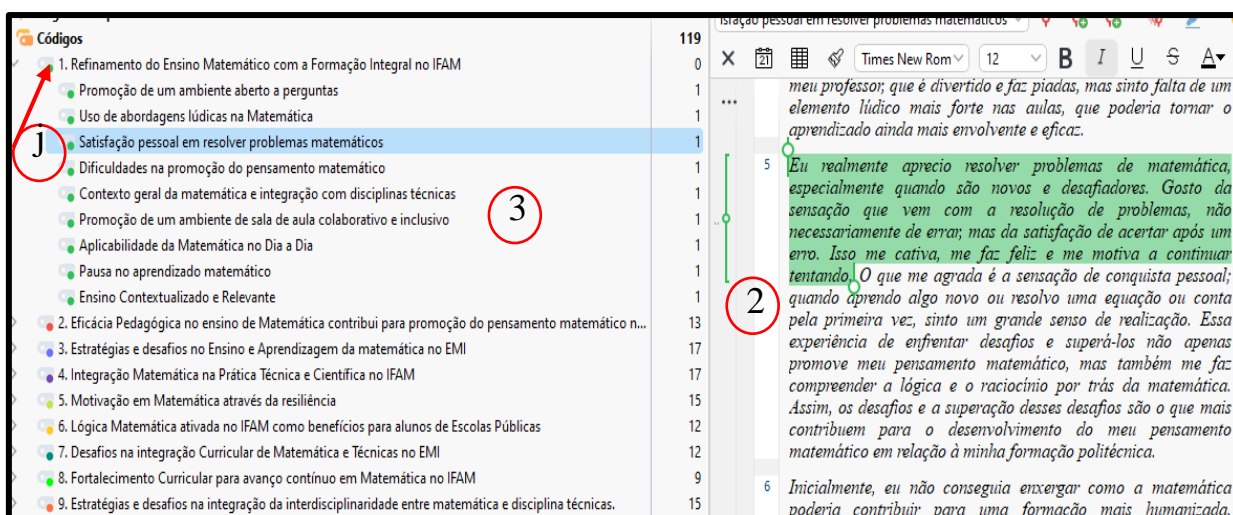 Códigos 119
1. Refinamento do Ensino Matemático com a Formação Integral no IFAM 0
Promoção de um ambiente aberto a perguntas 1
Uso de abordagens lúdicas na Matemática 1
Satisfação pessoal em resolver problemas matemáticos 1
Dificuldades na promoção do pensamento matemático 1
Contexto geral da matemática e integração com disciplinas técnicas 1
Promoção de um ambiente de sala de aula colaborativo e inclusivo 1
Aplicabilidade da Matemática no Dia a Dia 1
Pausa no aprendizado matemático 1
Ensino Contextualizado e Relevante 1
2. Eficácia Pedagógica no ensino de Matemática contribui para promoção do pensamento matemático n... 13
3. Estratégias e desafios no Ensino e Aprendizagem da matemática no EMI 17
4. Integração Matemática na Prática Técnica e Científica no IFAM 17
5. Motivação em Matemática através da resiliência 15
6. Lógica Matemática ativada no IFAM como benefícios para alunos de Escolas Públicas 12
7. Desafios na integração Curricular de Matemática e Técnicas no EMI 12
8. Fortalecimento Curricular para avanço contínuo em Matemática no IFAM 9
9. Estratégias e desafios na integração da interdisciplinaridade entre matemática e disciplina técnicas. 15
j
3
2
pessoal em resolver problemas matemáticos
21 Times New Rom 12 B I U S A
meu professor, que é divertido e faz piadas, mas sinto falta de um
elemento lúdico mais forte nas aulas, que poderia tornar o
aprendizado ainda mais envolvente e eficaz.
5 Eu realmente aprecio resolver problemas de matemática,
especialmente quando são novos e desafiadores. Gosto da
sensação que vem com a resolução de problemas, não
necessariamente de errar, mas da satisfação de acertar após um
erro. Isso me cativa, me faz feliz e me motiva a continuar
tentando. O que me agrada é a sensação de conquista pessoal;
quando aprendo algo novo ou resolvo uma equação ou conta
pela primeira vez, sinto um grande senso de realização. Essa
experiência de enfrentar desafios e superá-los não apenas
promove meu pensamento matemático, mas também me faz
compreender a lógica e o raciocínio por trás da matemática.
Assim, os desafios e a superação desses desafios são o que mais
contribuem para o desenvolvimento do meu pensamento
matemático em relação à minha formação politécnica.
6 Inicialmente, eu não conseguia enxergar como a matemática
poderia contribuir para uma formação mais humanizada.